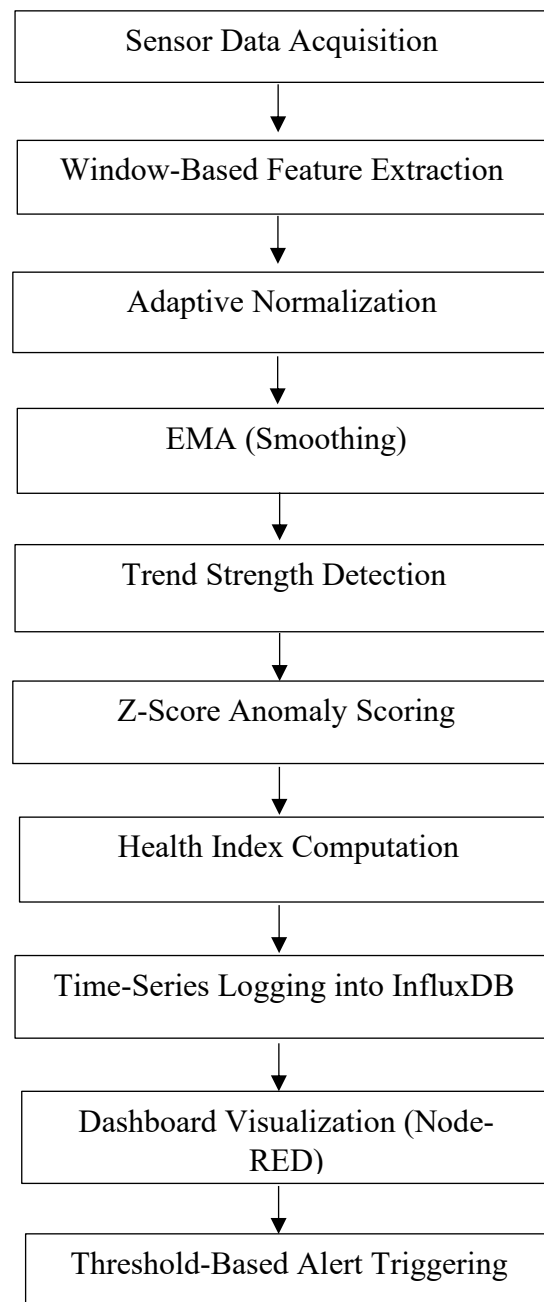 Sensor Data Acquisition
Window-Based Feature Extraction
Adaptive Normalization
EMA (Smoothing)
Trend Strength Detection
Z-Score Anomaly Scoring
Health Index Computation
Time-Series Logging into InfluxDB
Dashboard Visualization (Node-
RED)
Threshold-Based Alert Triggering